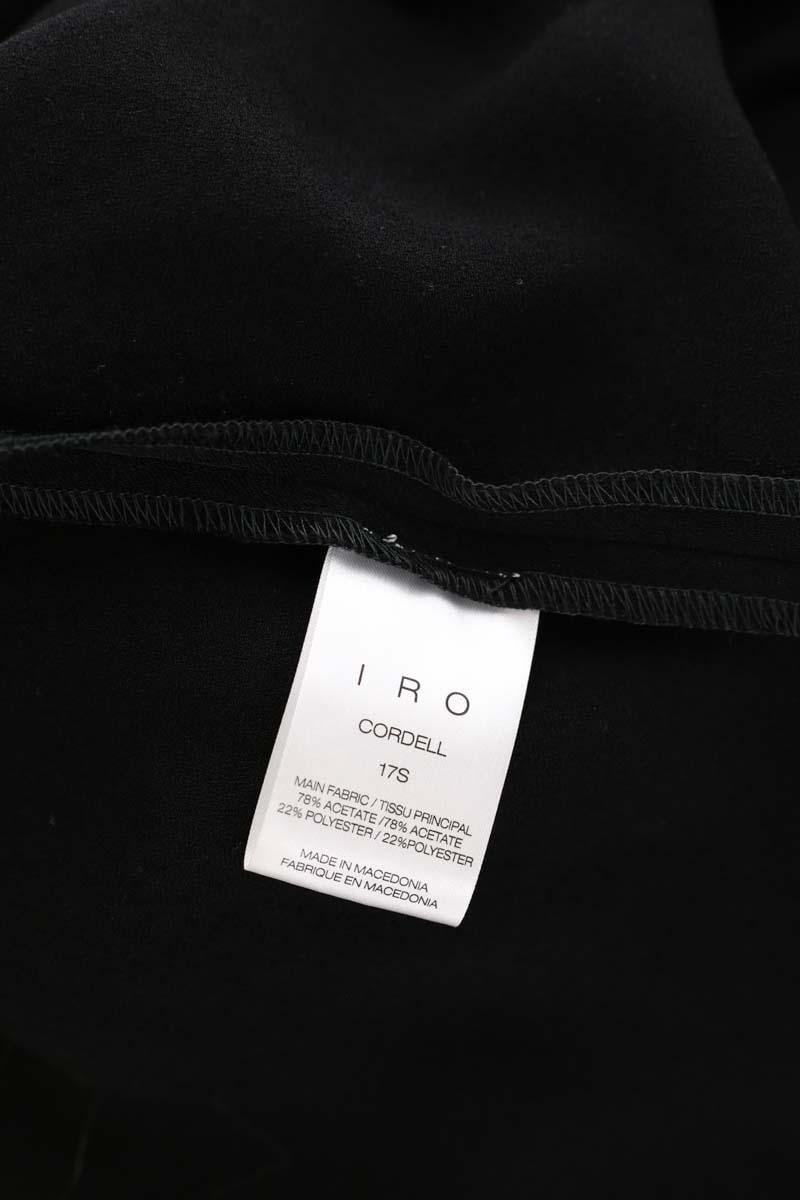 IRO
CORDELL
17S
MAIN FABRIC / TISSU PRINCIPAL
78% ACETATE /78% ACETATE
22% POLYESTER / 22%POLYESTER
MADE IN MACEDONIA
FABRIQUE EN MACEDONIA